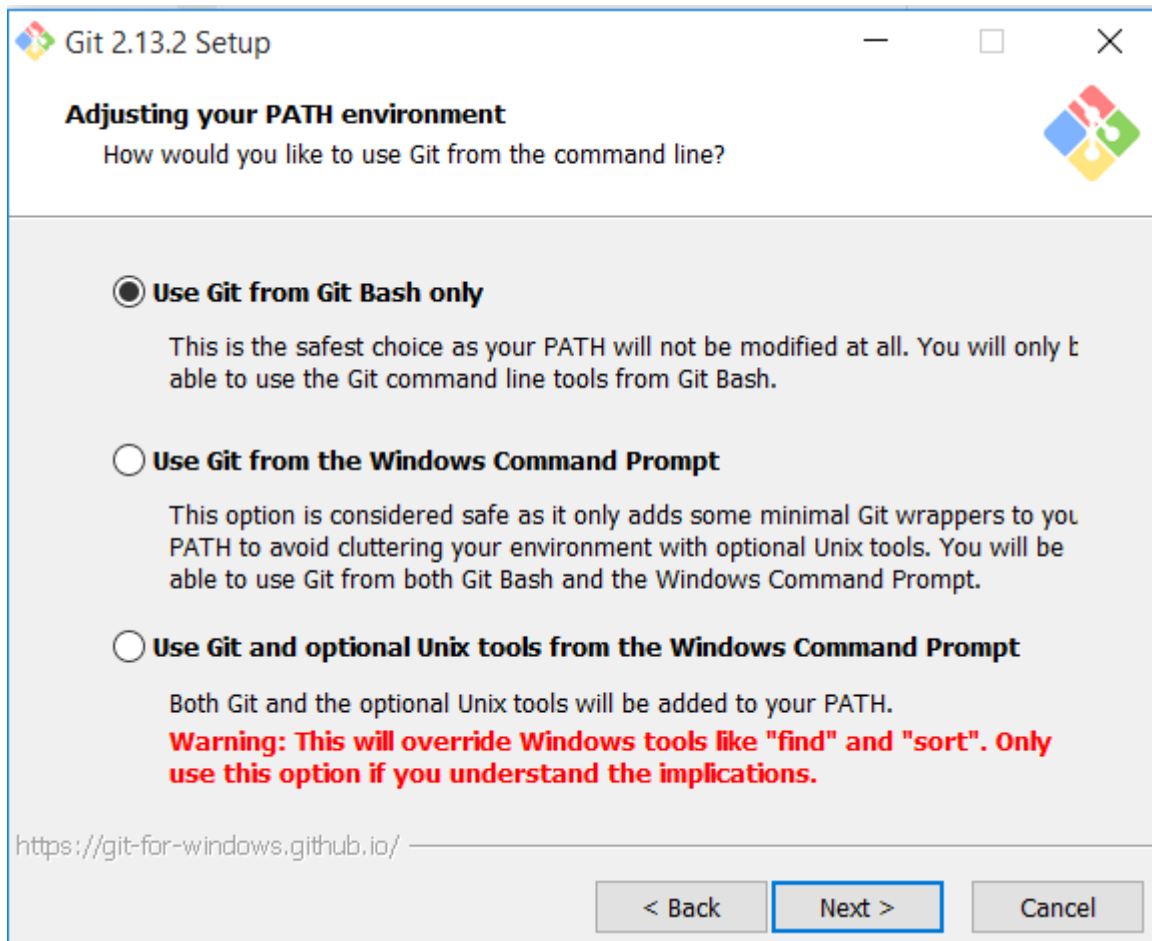 Git 2.13.2 Setup
Adjusting your PATH environment
How would you like to use Git from the command line?
Use Git from Git Bash only
This is the safest choice as your PATH will not be modified at all. You will only b
able to use the Git command line tools from Git Bash.
Use Git from the Windows Command Prompt
This option is considered safe as it only adds some minimal Git wrappers to you
PATH to avoid cluttering your environment with optional Unix tools. You will be
able to use Git from both Git Bash and the Windows Command Prompt.
Use Git and optional Unix tools from the Windows Command Prompt
Both Git and the optional Unix tools will be added to your PATH.
Warning: This will override Windows tools like "find" and "sort". Only
use this option if you understand the implications.
https://git-for-windows.github.io/
< Back Next > Cancel